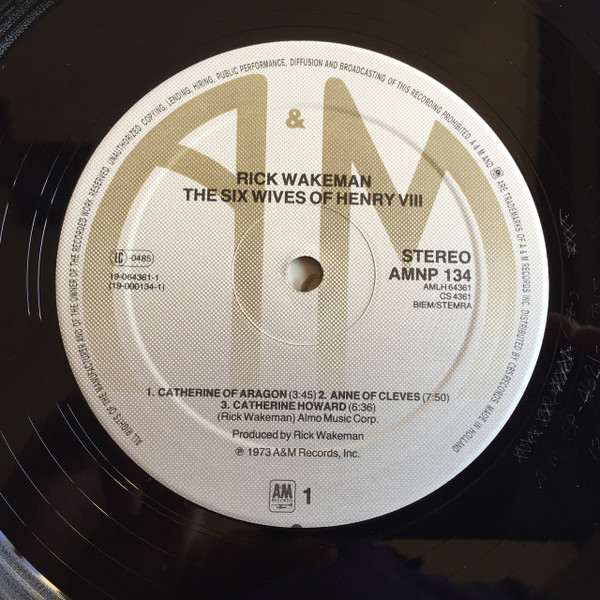 ALL RIGHTS OF THE MANUFACTURER AND OF THE OWNER OF THE RECORDED WORK RESERVED. UNAUTHORIZED COPYING, LENDING, HIRING, PUBLIC PERFORMANCE, DIFFUSION AND BROADCASTING OF THIS RECORDING PROHIBITED. A & M AND AM ARE TRADEMARKS OF A & M RECORDS INC. DISTRIBUTED BY CBS RECORDS. MADE IN HOLLAND
A & M
RICK WAKEMAN
THE SIX WIVES OF HENRY VIII
LC-0485
19-064361-1
(19-000134-1)
STEREO
AMNP 134
AMLH 64361
CS 4361
BIEM/STEMRA
1. CATHERINE OF ARAGON (3:45) 2. ANNE OF CLEVES (7:50)
3. CATHERINE HOWARD (6:36)
(Rick Wakeman) Almo Music Corp.
Produced by Rick Wakeman
℗ 1973 A&M Records, Inc.
AM
RECORDS
1